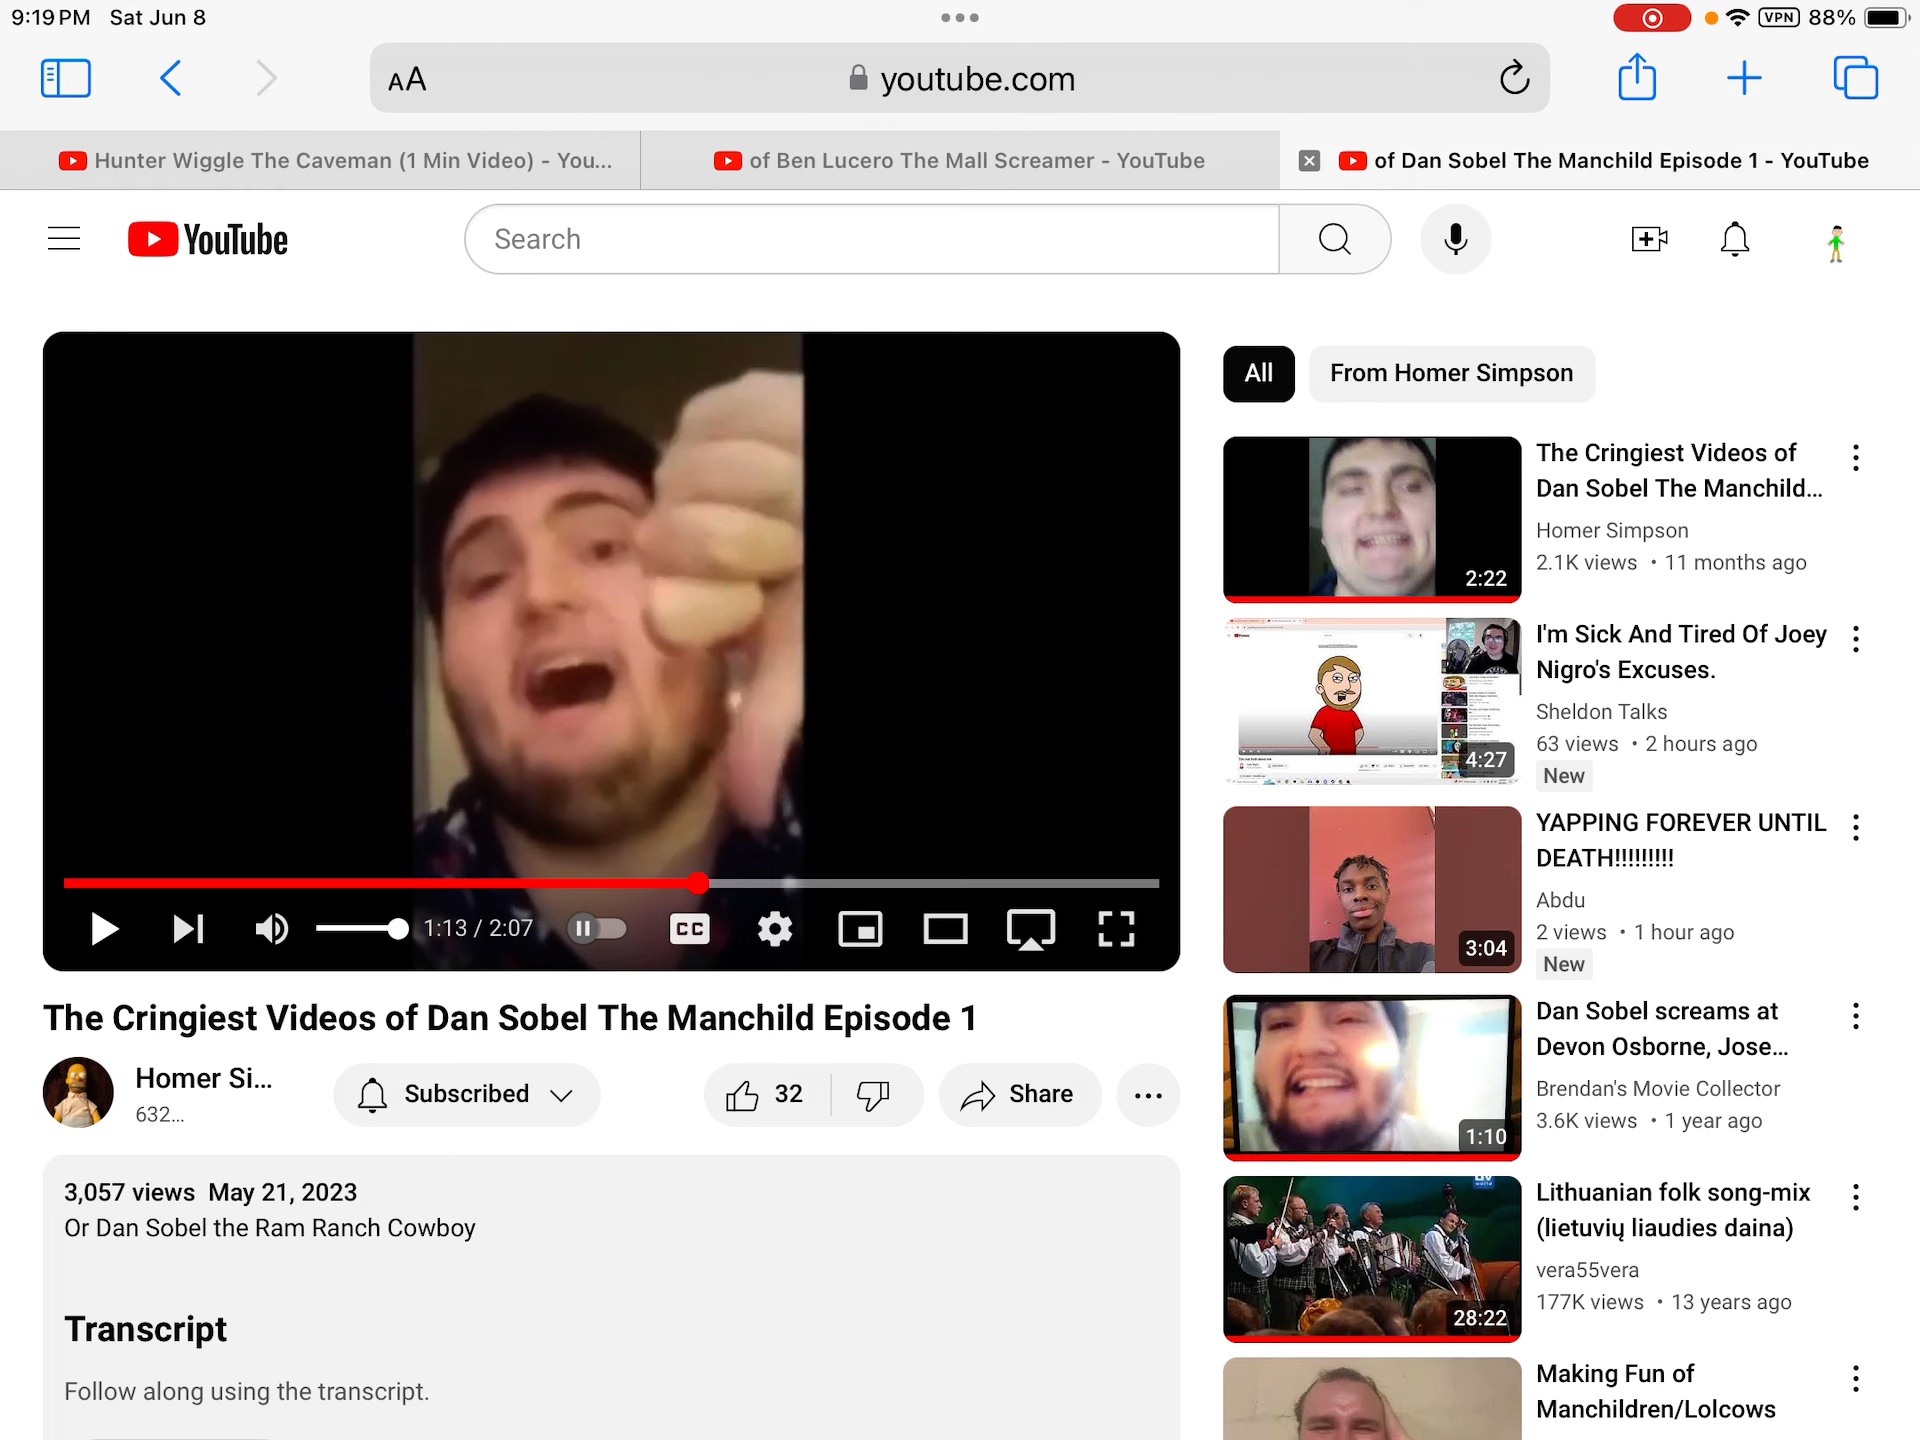 9:19 PM Sat Jun 8
VPN 88%
AA
youtube.com
Hunter Wiggle The Caveman (1 Min Video) - You...
of Ben Lucero The Mall Screamer - YouTube
of Dan Sobel The Manchild Episode 1 - YouTube
YouTube
Search
All
From Homer Simpson
1:13 / 2:07
CC
The Cringiest Videos of Dan Sobel The Manchild Episode 1
Homer Si...
632...
Subscribed
32
Share
3,057 views May 21, 2023
Or Dan Sobel the Ram Ranch Cowboy
Transcript
Follow along using the transcript.
2:22
The Cringiest Videos of
Dan Sobel The Manchild...
Homer Simpson
2.1K views • 11 months ago
4:27
I'm Sick And Tired Of Joey
Nigro's Excuses.
Sheldon Talks
63 views • 2 hours ago
New
3:04
YAPPING FOREVER UNTIL
DEATH!!!!!!!!!
Abdu
2 views • 1 hour ago
New
1:10
Dan Sobel screams at
Devon Osborne, Jose...
Brendan's Movie Collector
3.6K views • 1 year ago
28:22
Lithuanian folk song-mix
(lietuvių liaudies daina)
vera55vera
177K views • 13 years ago
Making Fun of
Manchildren/Lolcows